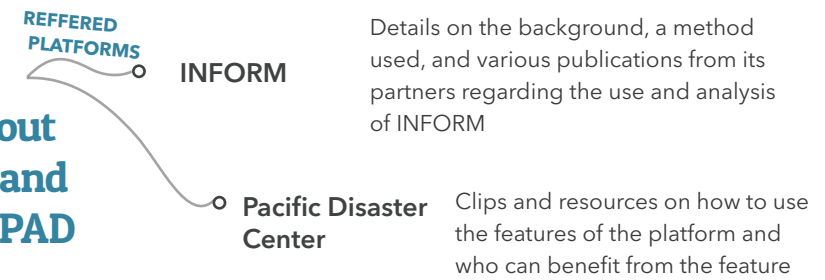 REFFERED
PLATFORMS
INFORM
Details on the background, a method
used, and various publications from its
partners regarding the use and analysis
of INFORM
out
and
PAD
Pacific Disaster
Center
Clips and resources on how to use
the features of the platform and
who can benefit from the feature